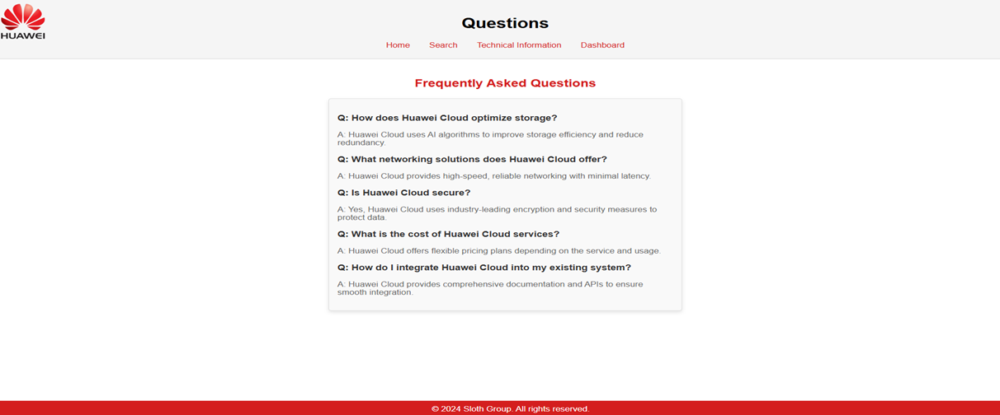 HUAWEI
Questions
Home Search Technical Information Dashboard
Frequently Asked Questions
Q: How does Huawei Cloud optimize storage?
A: Huawei Cloud uses AI algorithms to improve storage efficiency and reduce
redundancy.
Q: What networking solutions does Huawei Cloud offer?
A: Huawei Cloud provides high-speed, reliable networking with minimal latency.
Q: Is Huawei Cloud secure?
A: Yes, Huawei Cloud uses industry-leading encryption and security measures to
protect data.
Q: What is the cost of Huawei Cloud services?
A: Huawei Cloud offers flexible pricing plans depending on the service and usage.
Q: How do I integrate Huawei Cloud into my existing system?
A: Huawei Cloud provides comprehensive documentation and APIs to ensure
smooth integration.
© 2024 Sloth Group. All rights reserved.